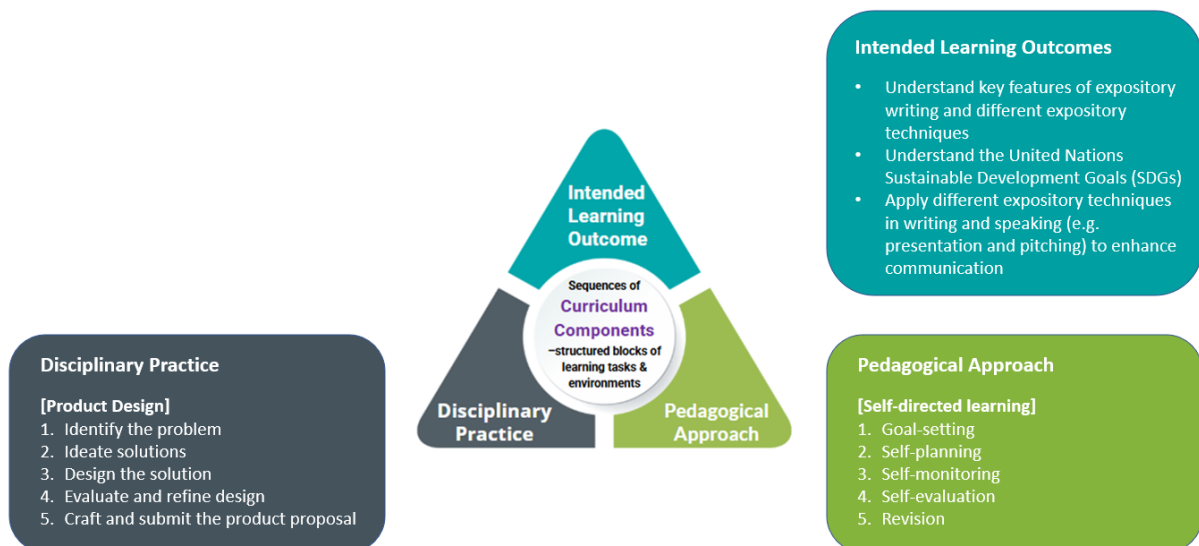 Intended Learning Outcomes
• Understand key features of expository
writing and different expository
techniques
• Understand the United Nations
Sustainable Development Goals (SDGs)
• Apply different expository techniques
in writing and speaking (e.g.
presentation and pitching) to enhance
communication
Intended
Learning
Outcome
Sequences of
Curriculum
Components
–structured blocks of
learning tasks &
environments
Disciplinary
Practice
Pedagogical
Approach
Disciplinary Practice
[Product Design]
1. Identify the problem
2. Ideate solutions
3. Design the solution
4. Evaluate and refine design
5. Craft and submit the product proposal
Pedagogical Approach
[Self-directed learning]
1. Goal-setting
2. Self-planning
3. Self-monitoring
4. Self-evaluation
5. Revision